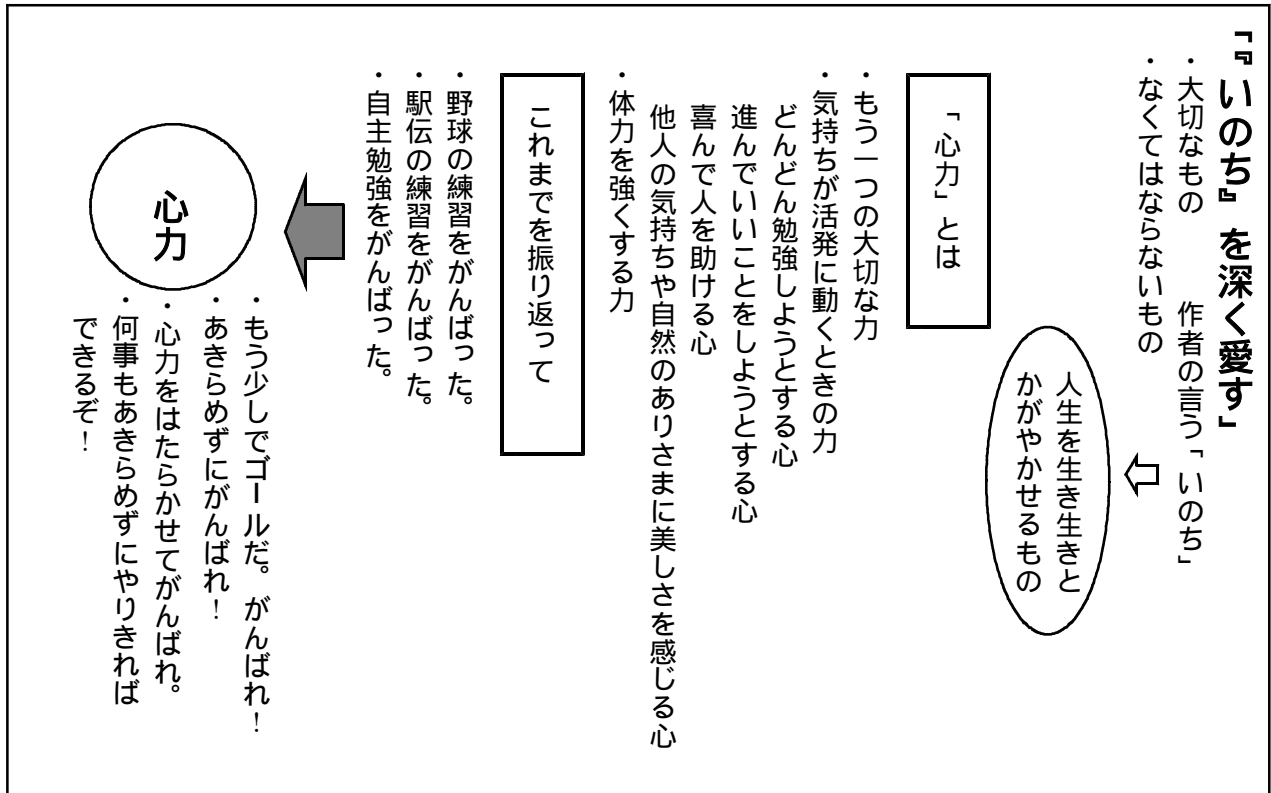 「『いのち』を深く愛す」
・大切なもの
作者の言う「いのち」
・なくてはならないもの
人生を生き生きと
かがやかせるもの
「心力」とは
・もう一つの大切な力
・気持ちが活発に動くときの力
どんどん勉強しようとする心
進んでいいことをしようとする心
喜んで人を助ける心
他人の気持ちや自然のありさまに美しさを感じる心
・体力を強くする力
これまでを振り返って
・野球の練習をがんばった。
・駅伝の練習をがんばった。
・自主勉強をがんばった。
心力
・もう少しでゴールだ。がんばれ！
・あきらめずにがんばれ！
・心力をはたらかせてがんばれ。
・何事もあきらめずにやりきれば
できるぞ！